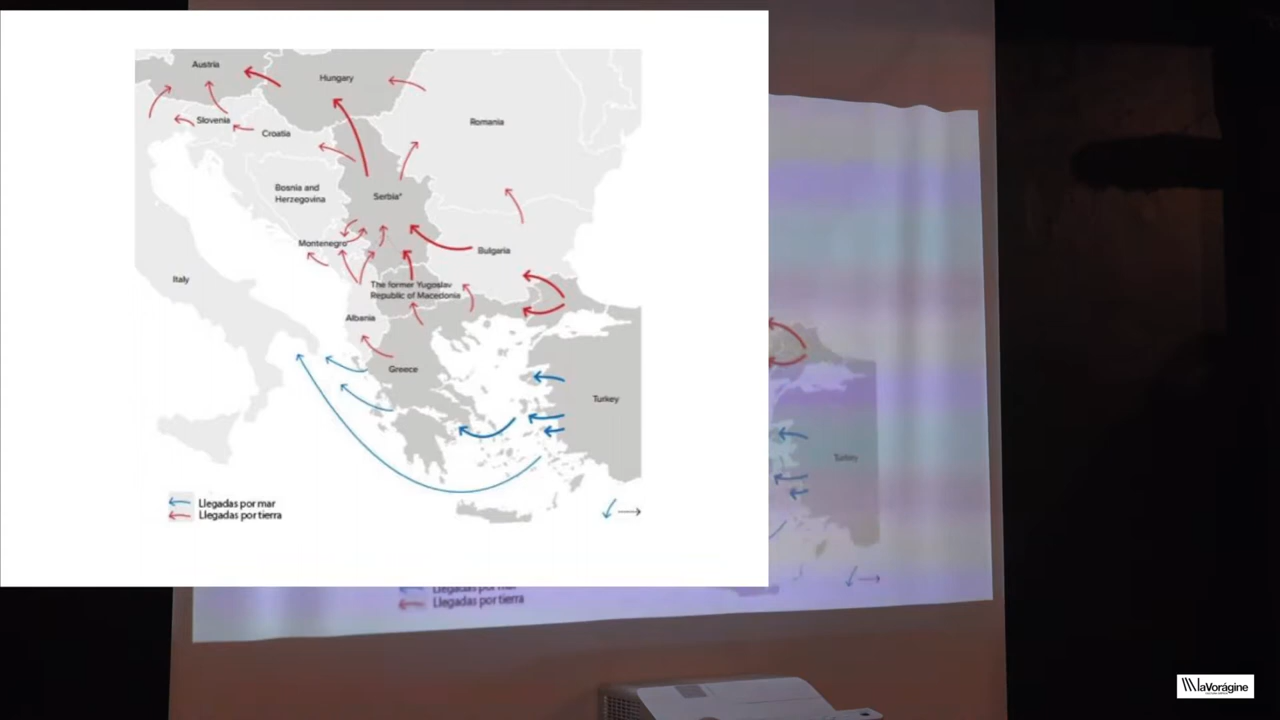 Austria
Hungary
Slovenia
Croatia
Romania
Bosnia and
Herzegovina
Serbia*
Montenegro
Bulgaria
Italy
The former Yugoslav
Republic of Macedonia
Albania
Greece
Turkey
Llegadas por mar
Llegadas por tierra
Turkey
Llegadas por mar
Llegadas por tierra
laVorágine